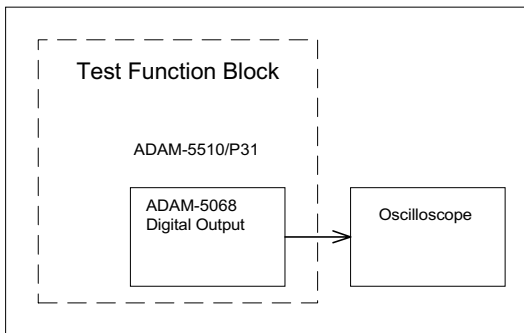 Test Function Block
ADAM-5510/P31
ADAM-5068
Digital Output
Oscilloscope